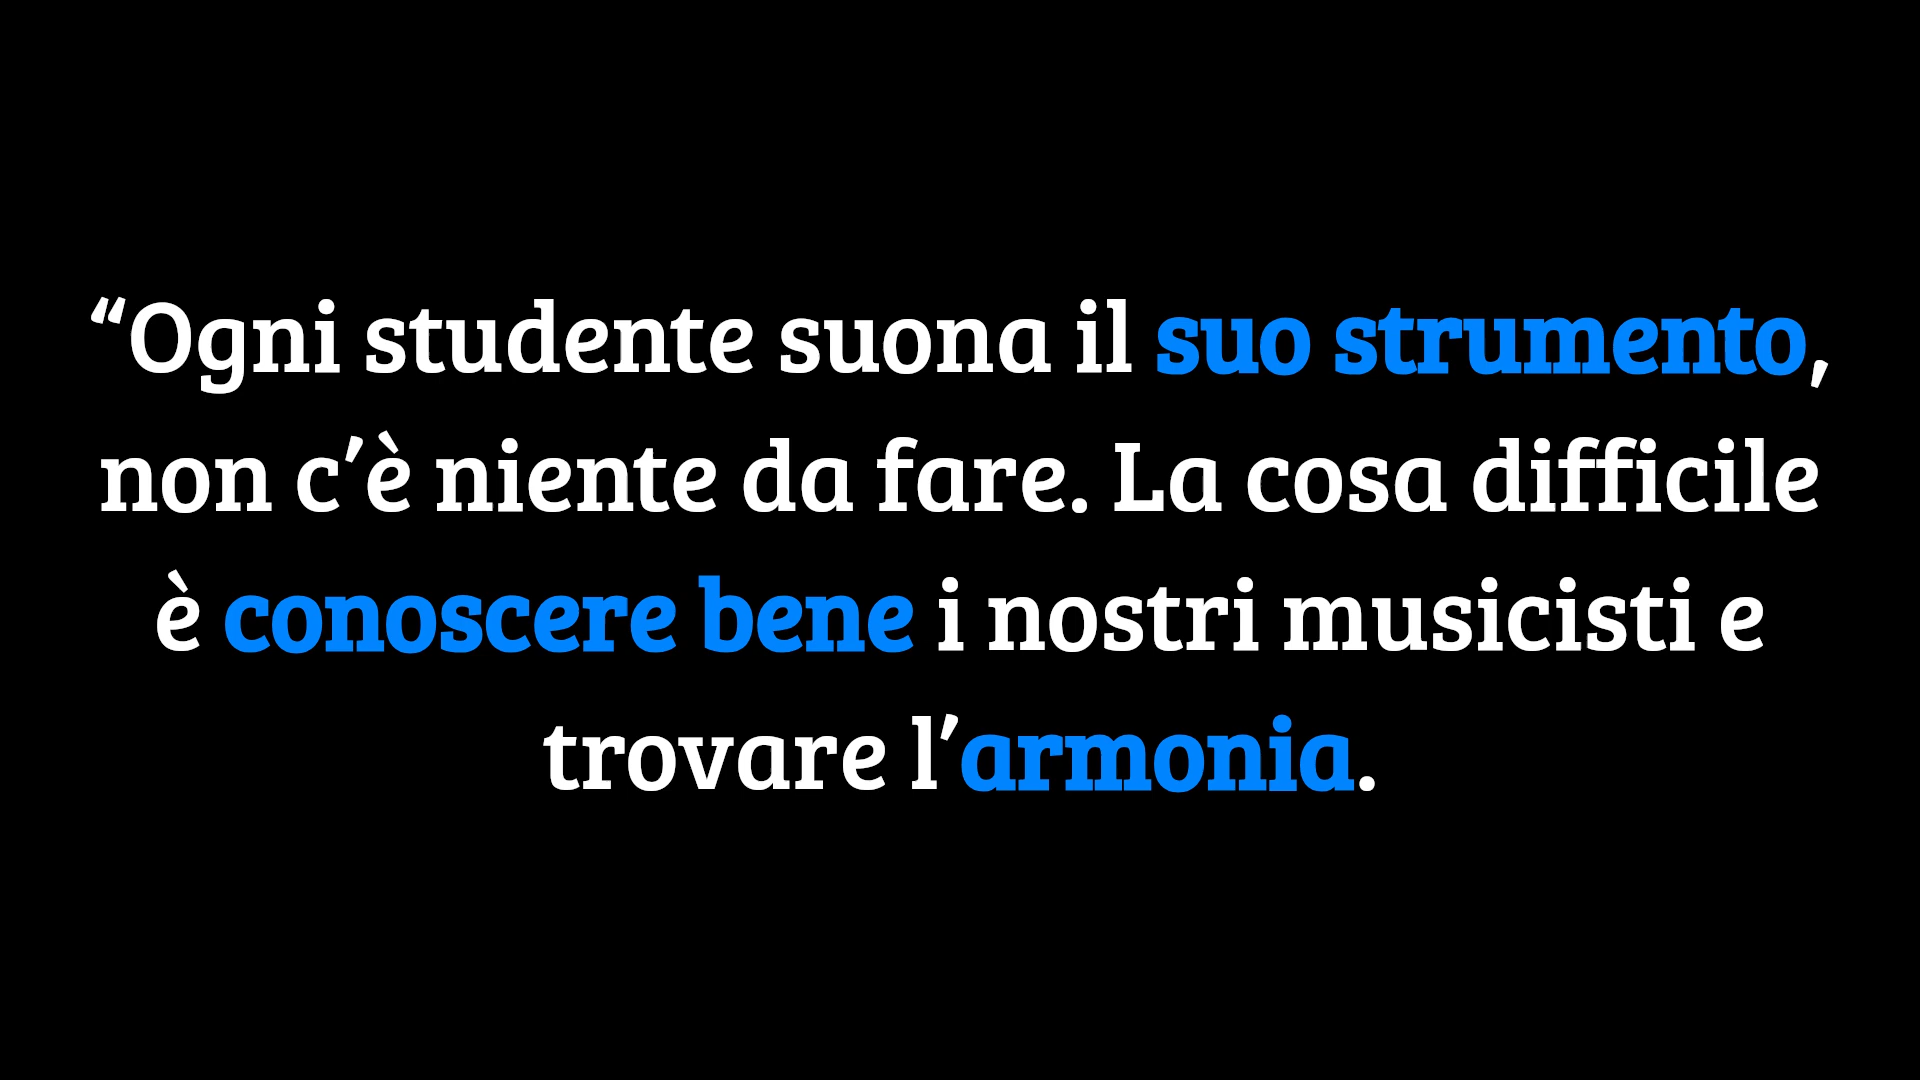 “Ogni studente suona il suo strumento,
non c’è niente da fare. La cosa difficile
è conoscere bene i nostri musicisti e
trovare l’armonia.